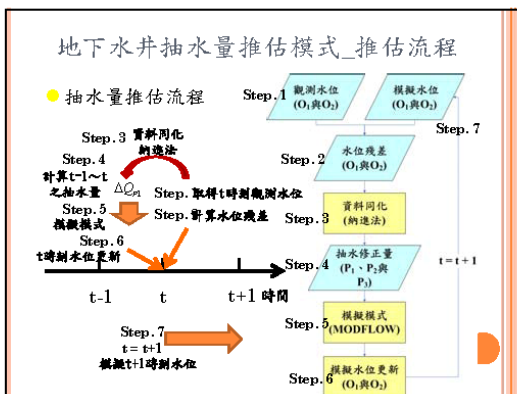 地下水井抽水量推估模式_推估流程
抽水量推估流程
Step.3 資料同化
納進法
Step.4
計算t-1~t
之抽水量
Step.取得t時刻觀測水位
Step.5
模擬模式
Step.計算水位殘差
Step.6
t時刻水位更新
t-1
t
t+1 時間
Step.7
t = t+1
模擬t+1時刻水位
Step.1
觀測水位
(O₁與O₂)
模擬水位
(O₁與O₂)
Step.7
Step.2
水位殘差
(O₁與O₂)
Step.3
資料同化
(納進法)
Step.4
抽水修正量
(P₁、P₂與
P₃)
t = t + 1
Step.5
模擬模式
(MODFLOW)
Step.6
模擬水位更新
(O₁與O₂)